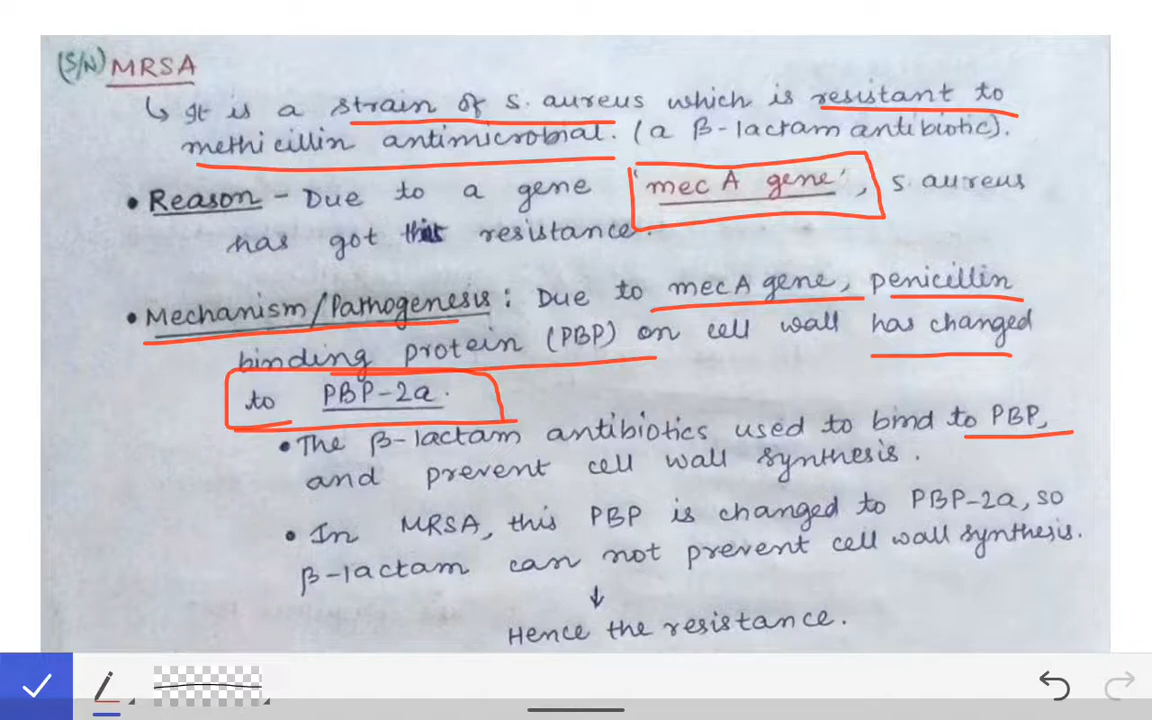 (S/N) MRSA
↳ It is a strain of s. aureus which is resistant to
methicillin antimicrobial. (a β-lactam antibiotic).
• Reason - Due to a gene 'mec A gene', s. aureus
has got this resistance.
• Mechanism/Pathogenesis: Due to mecA gene, penicillin
binding protein (PBP) on cell wall has changed
to PBP-2a.
• The β-lactam antibiotics used to bind to PBP,
and prevent cell wall synthesis.
• In MRSA, this PBP is changed to PBP-2a, so
β-lactam can not prevent cell wall synthesis.
↓
Hence the resistance.